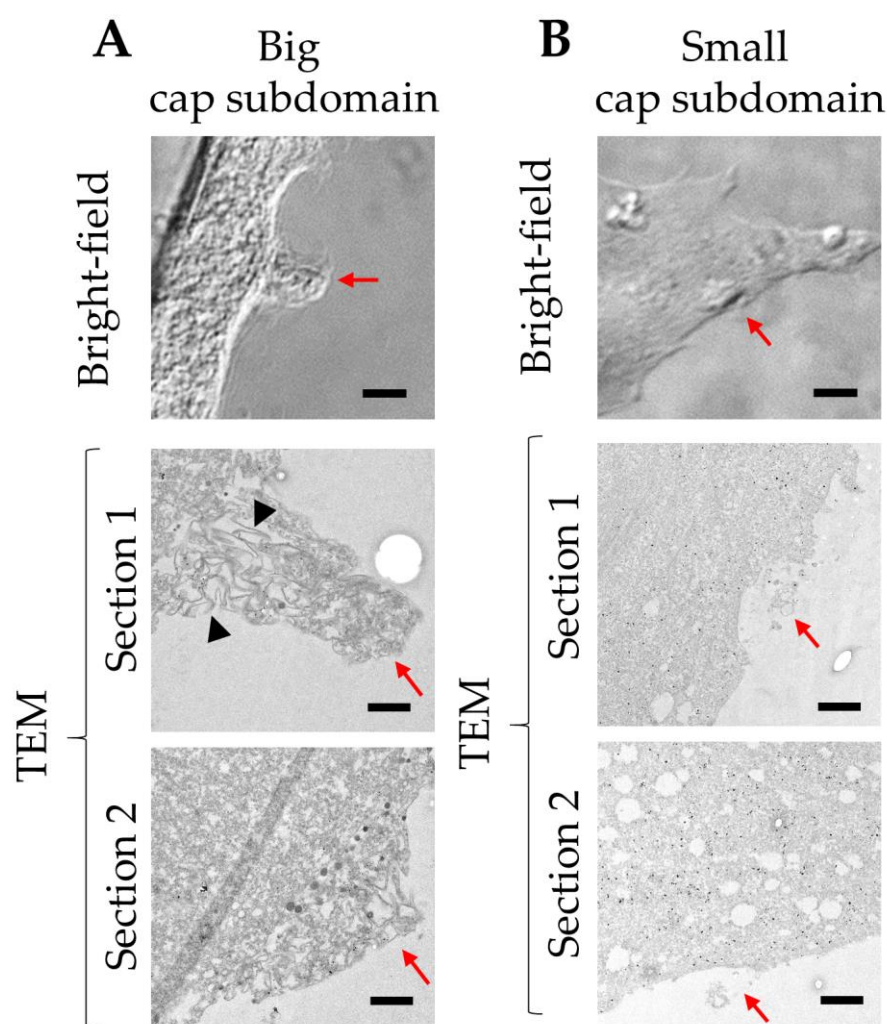 A
Big
cap subdomain
B
Small
cap subdomain
Bright-field
Bright-field
TEM
Section 1
Section 2
TEM
Section 1
Section 2